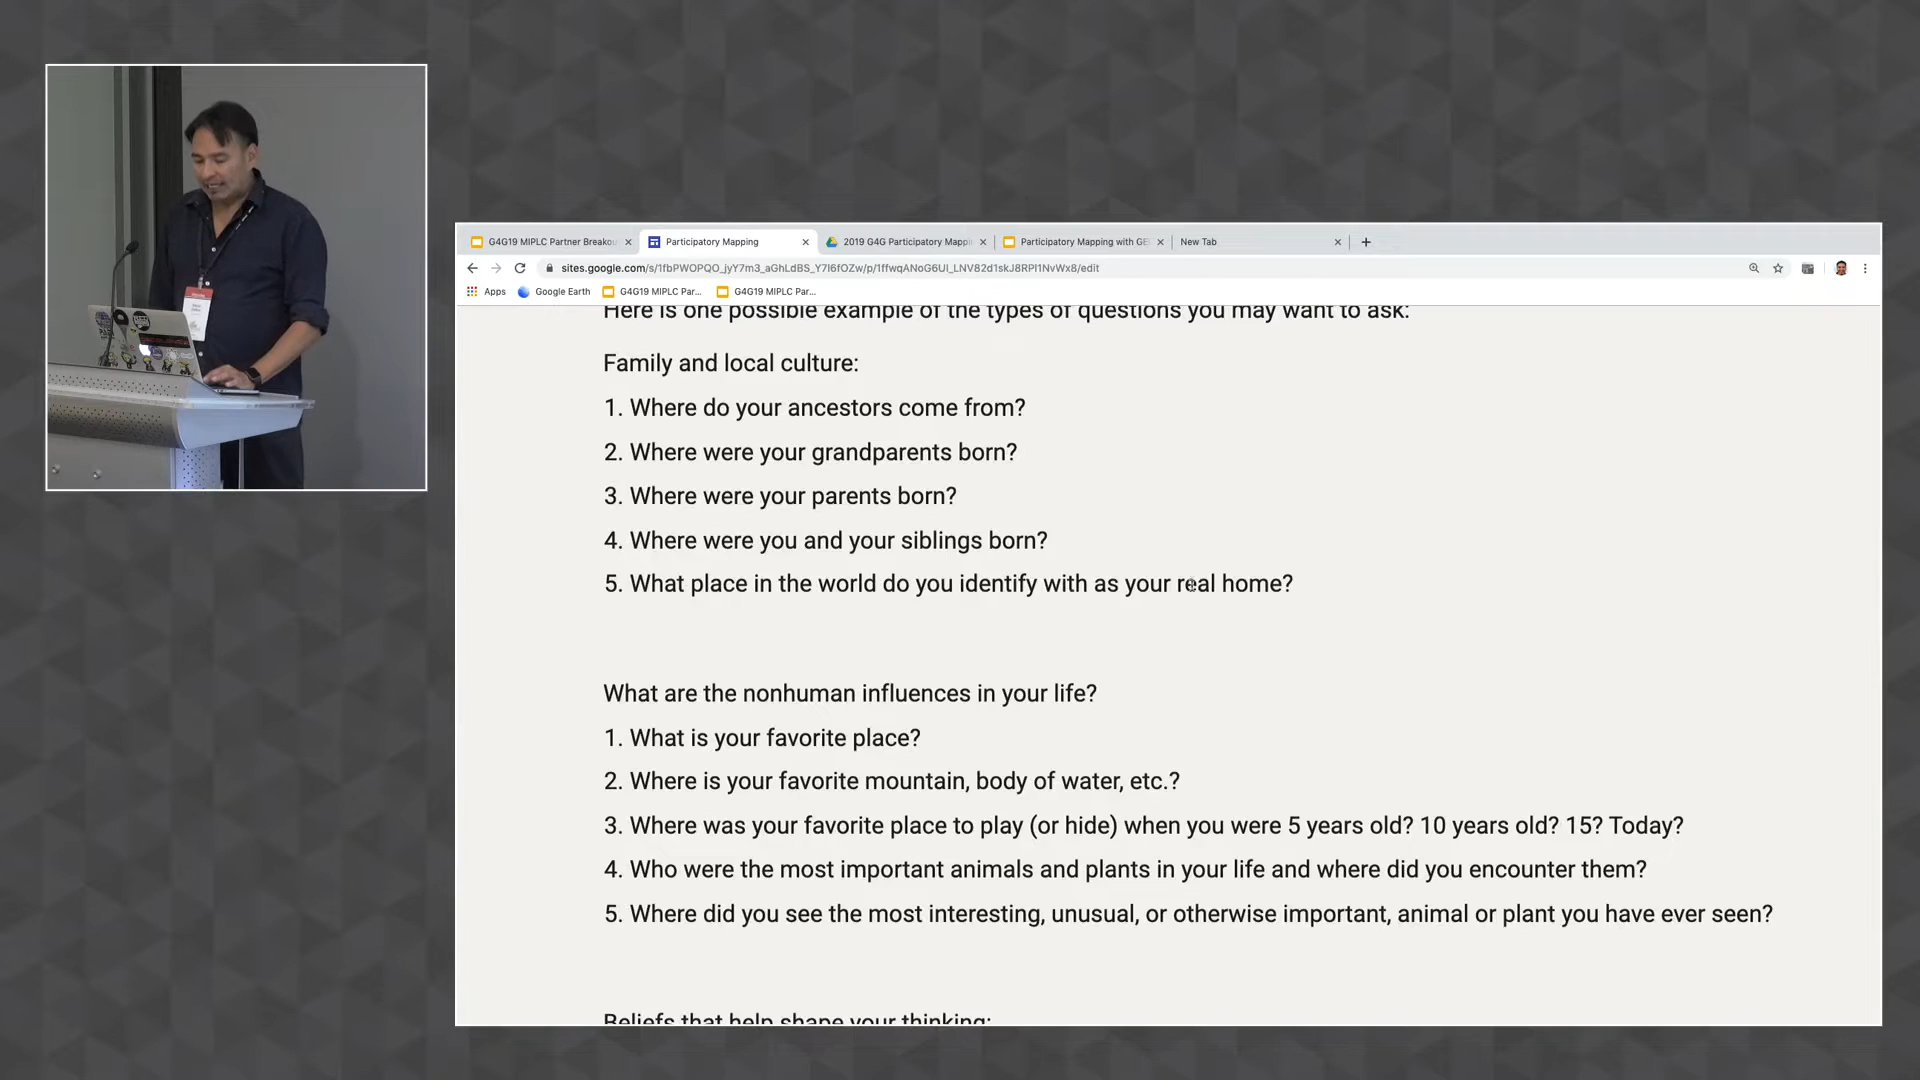 G4G19 MIPLC Partner Breakou
Participatory Mapping
2019 G4G Participatory Mappi
Participatory Mapping with GE
New Tab
sites.google.com/s/1fbPWOPQO_jyY7m3_aGhLdBS_Y7l6fOZw/p/1ffwqANoG6UI_LNV82d1skJ8RPl1NvWx8/edit
Apps
Google Earth
G4G19 MIPLC Par...
G4G19 MIPLC Par...
Here is one possible example of the types of questions you may want to ask:
Family and local culture:
1. Where do your ancestors come from?
2. Where were your grandparents born?
3. Where were your parents born?
4. Where were you and your siblings born?
5. What place in the world do you identify with as your real home?
What are the nonhuman influences in your life?
1. What is your favorite place?
2. Where is your favorite mountain, body of water, etc.?
3. Where was your favorite place to play (or hide) when you were 5 years old? 10 years old? 15? Today?
4. Who were the most important animals and plants in your life and where did you encounter them?
5. Where did you see the most interesting, unusual, or otherwise important, animal or plant you have ever seen?
Beliefs that help shape your thinking: